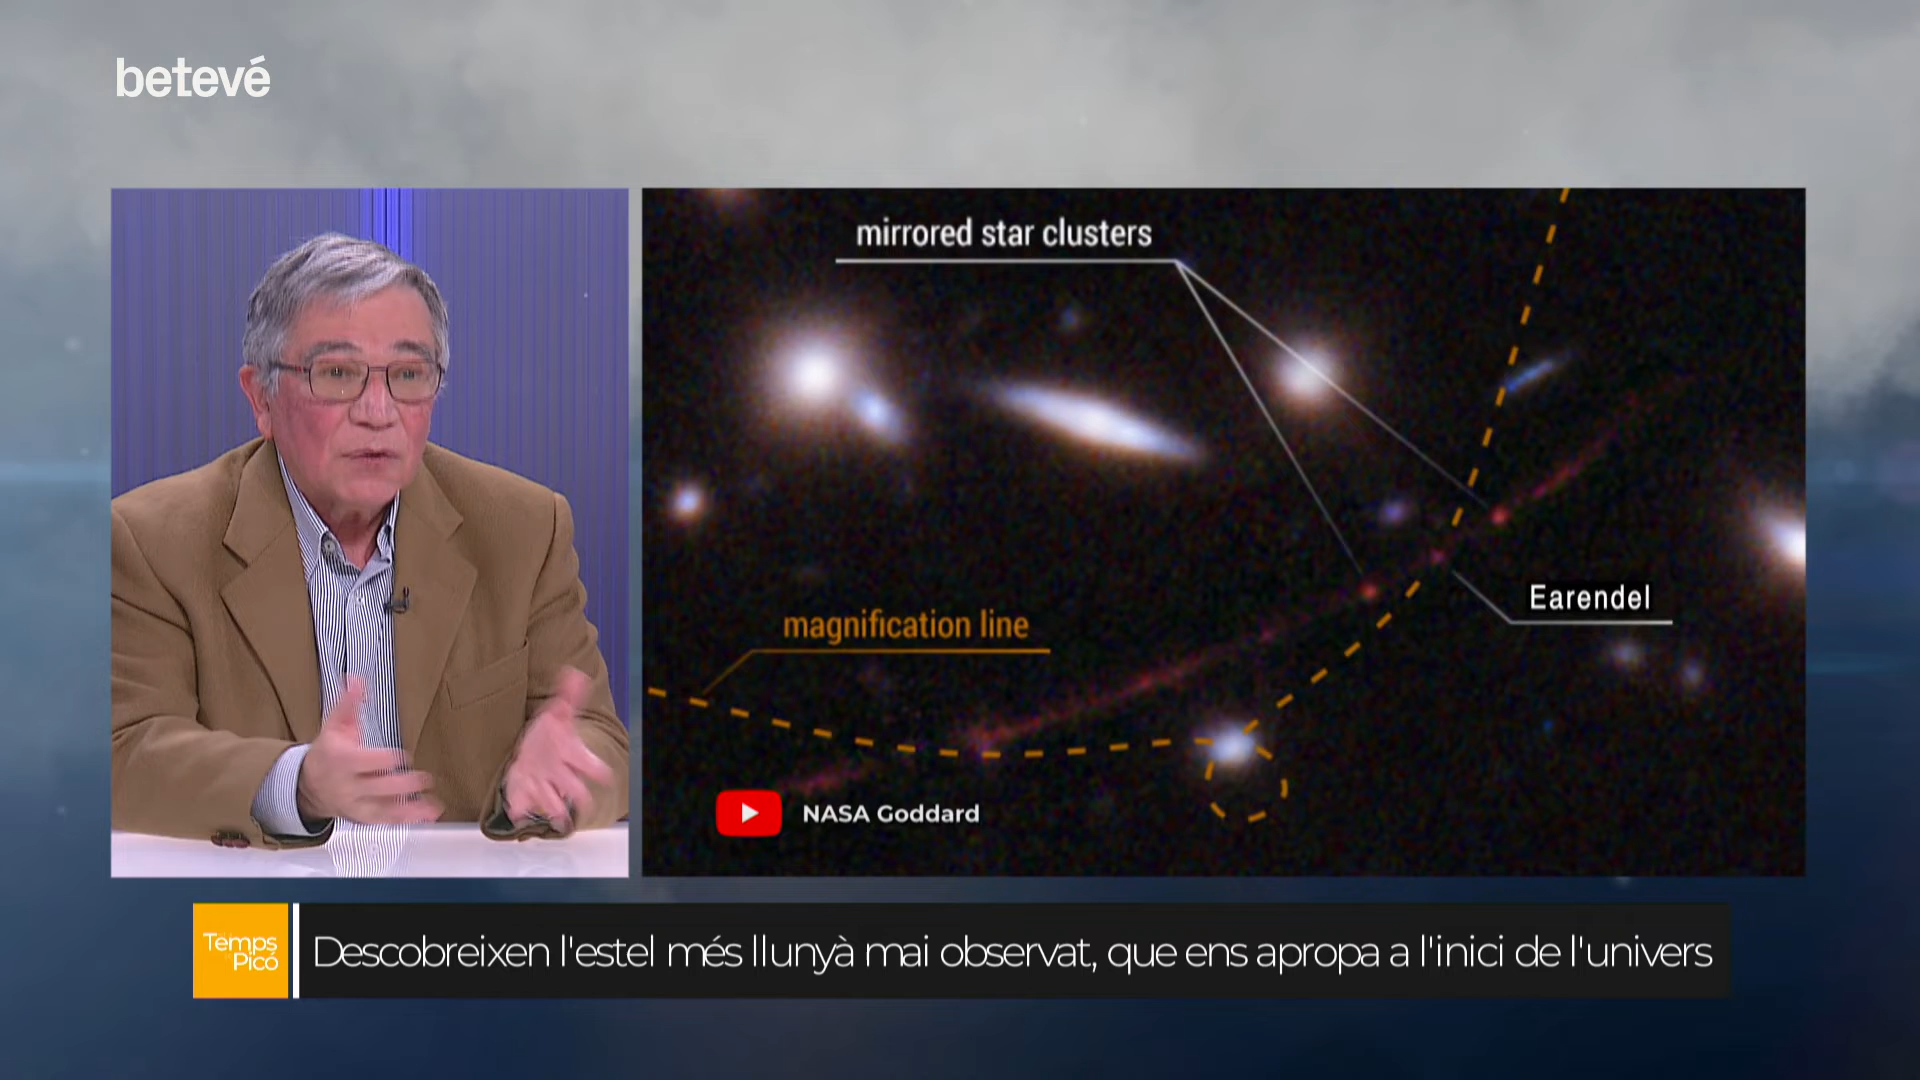 betevé
mirrored star clusters
Earendel
magnification line
NASA Goddard
Temps
Picó
Descobreixen l'estel més llunyà mai observat, que ens apropa a l'inici de l'univers